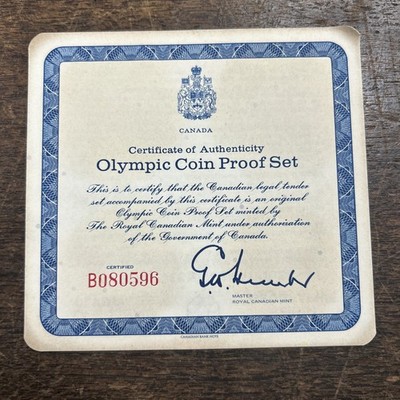 CANADA
Certificate of Authenticity
Olympic Coin Proof Set
This is to certify that the Canadian legal tender
set accompanied by this certificate is an original
Olympic Coin Proof Set minted by
The Royal Canadian Mint under authorisation
of the Government of Canada.
CERTIFIED
B080596
MASTER
ROYAL CANADIAN MINT
CANADIAN BANK NOTE